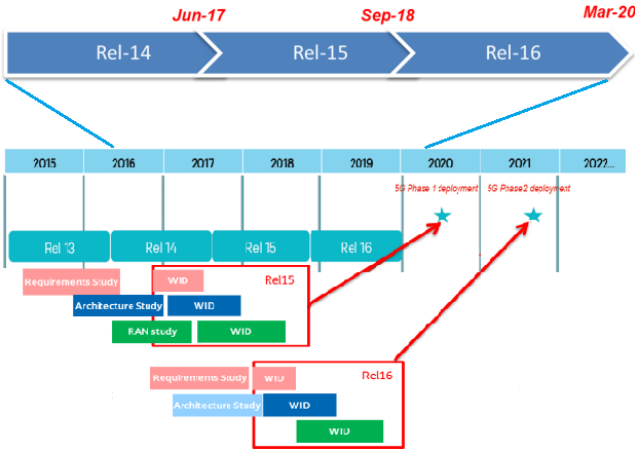 Jun-17 Sep-18 Mar-20
Rel-14 Rel-15 Rel-16
2015 2016 2017 2018 2019 2020 2021 2022...
5G Phase 1 deployment 5G Phase2 deployment
Rel 13 Rel 14 Rel 15 Rel 16
Requirements Study WID Rel15
Architecture Study WID
RAN study WID
Requirements Study WID Rel16
Architecture Study WID
WID